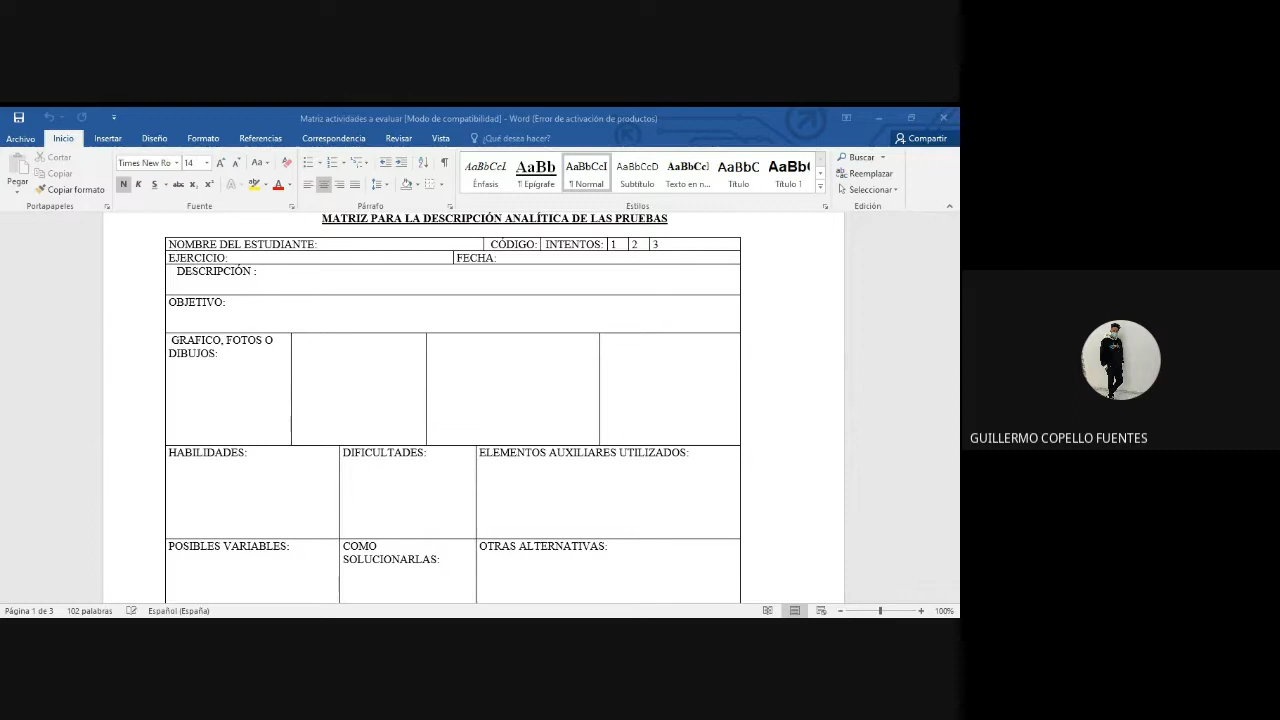 Matriz actividades a evaluar [Modo de compatibilidad] - Word (Error de activación de productos)
Archivo Inicio Insertar Diseño Formato Referencias Correspondencia Revisar Vista ¿Qué desea hacer? Compartir
Pegar
Cortar
Copiar
Copiar formato
Portapapeles
Times New Ro 14
N K S abc x₂ x²
Fuente
Párrafo
AaBbCcI AaBb AaBbCcI AaBbCcD AaBbCcI AaBbC AaBb
Énfasis ¶ Epígrafe ¶ Normal Subtítulo Texto en n... Título Título 1
Estilos
Buscar
Reemplazar
Seleccionar
Edición
MATRIZ PARA LA DESCRIPCIÓN ANALÍTICA DE LAS PRUEBAS
NOMBRE DEL ESTUDIANTE: CÓDIGO: INTENTOS: 1 2 3
EJERCICIO: FECHA:
DESCRIPCIÓN :
OBJETIVO:
GRAFICO, FOTOS O
DIBUJOS:
HABILIDADES: DIFICULTADES: ELEMENTOS AUXILIARES UTILIZADOS:
POSIBLES VARIABLES: COMO
SOLUCIONARLAS: OTRAS ALTERNATIVAS:
Página 1 de 3 102 palabras Español (España) 100%
GUILLERMO COPELLO FUENTES